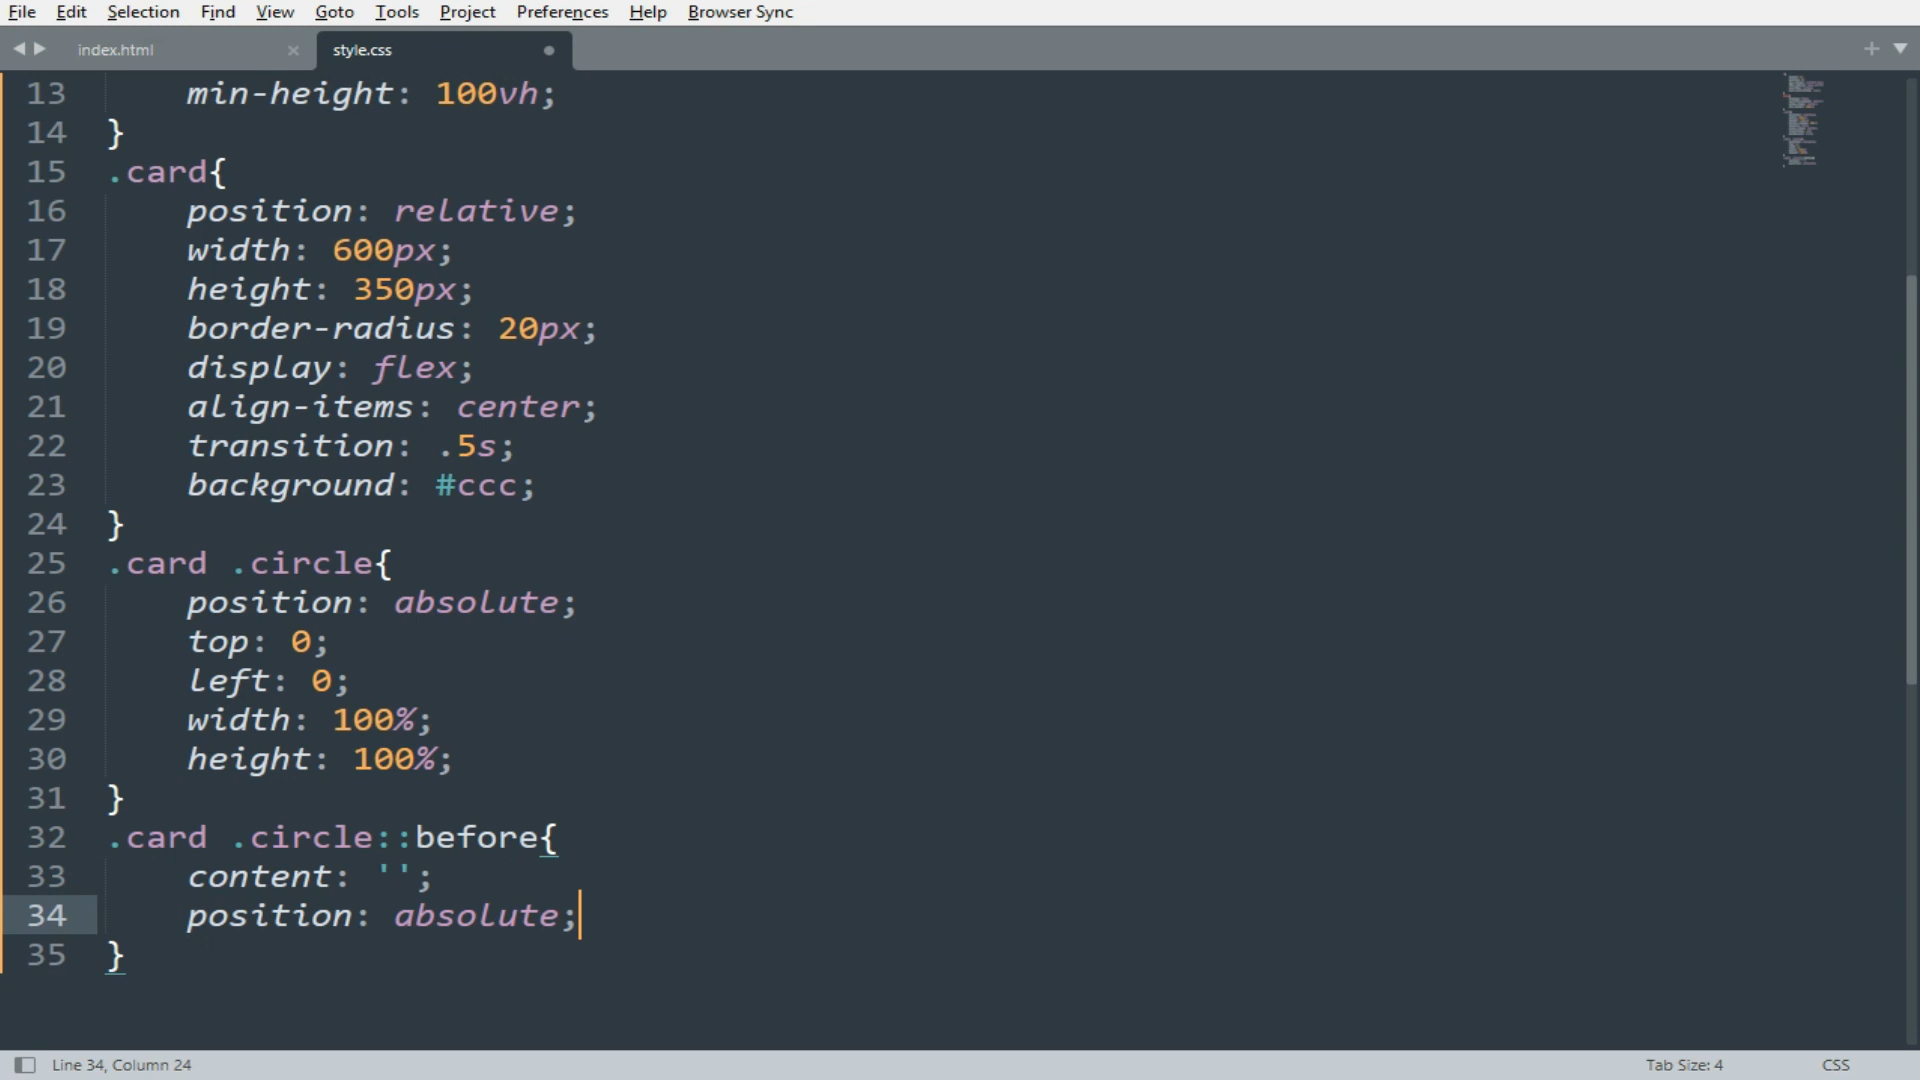 File Edit Selection Find View Goto Tools Project Preferences Help Browser Sync
index.html style.css
13 min-height: 100vh;
14 }
15 .card{
16 position: relative;
17 width: 600px;
18 height: 350px;
19 border-radius: 20px;
20 display: flex;
21 align-items: center;
22 transition: .5s;
23 background: #ccc;
24 }
25 .card .circle{
26 position: absolute;
27 top: 0;
28 left: 0;
29 width: 100%;
30 height: 100%;
31 }
32 .card .circle::before{
33 content: '';
34 position: absolute;
35 }
Line 34, Column 24 Tab Size: 4 CSS